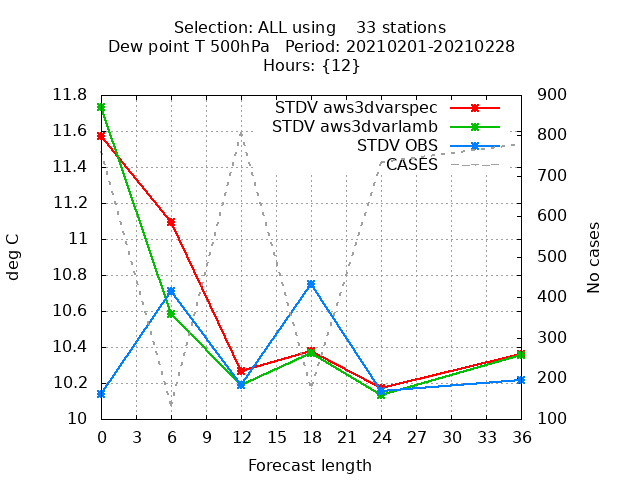 Selection: ALL using    33 stations
Dew point T 500hPa   Period: 20210201-20210228
Hours: {12}
STDV aws3dvarspec
STDV aws3dvarlamb
STDV OBS
CASES
11.8
11.6
11.4
11.2
11
10.8
10.6
10.4
10.2
10
deg C
900
800
700
600
500
400
300
200
100
No cases
0 3 6 9 12 15 18 21 24 27 30 33 36
Forecast length